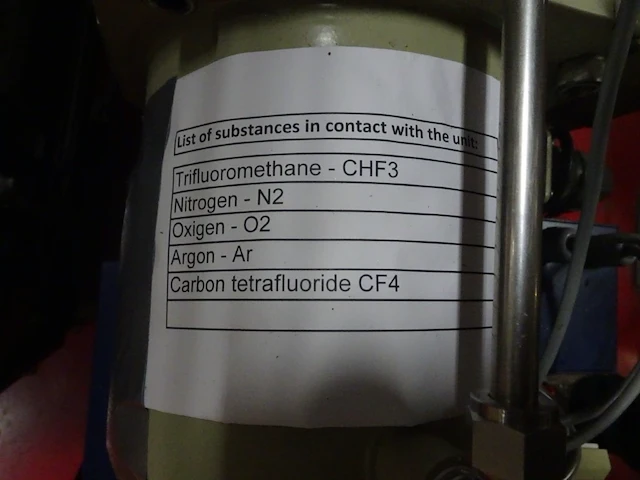 List of substances in contact with the unit:
Trifluoromethane - CHF3
Nitrogen - N2
Oxigen - O2
Argon - Ar
Carbon tetrafluoride CF4